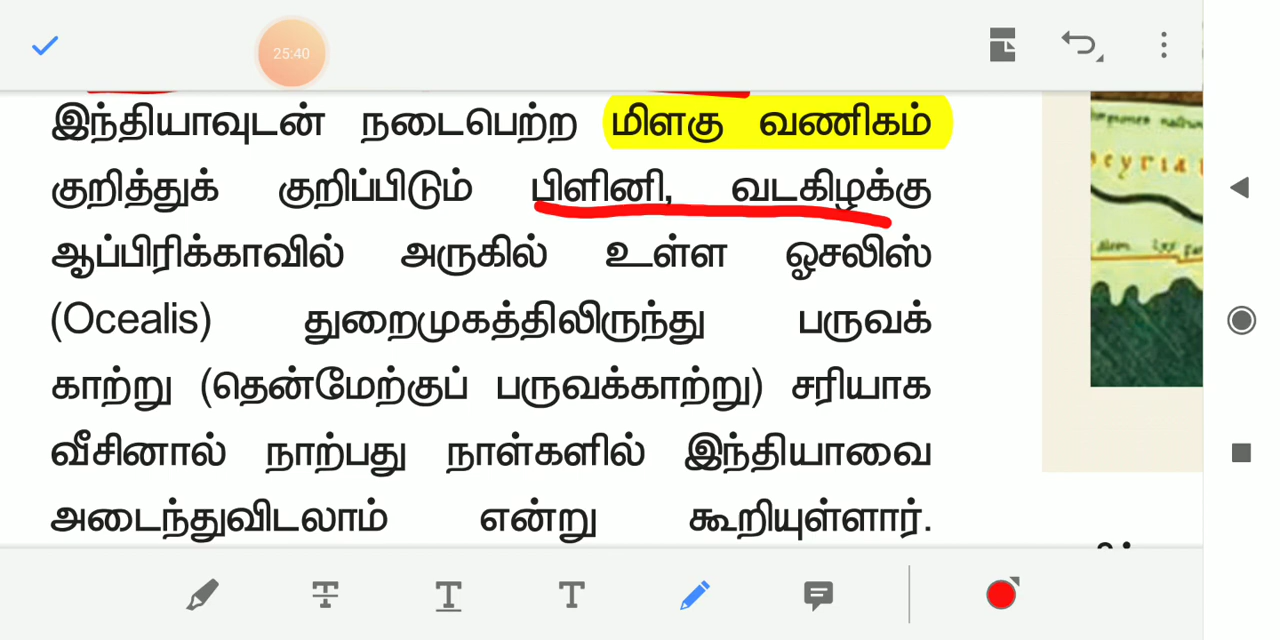 25:40
இந்தியாவுடன் நடைபெற்ற மிளகு வணிகம்
குறித்துக் குறிப்பிடும் பிளினி, வடகிழக்கு
ஆப்பிரிக்காவில் அருகில் உள்ள ஓசலிஸ்
(Ocealis) துறைமுகத்திலிருந்து பருவக்
காற்று (தென்மேற்குப் பருவக்காற்று) சரியாக
வீசினால் நாற்பது நாள்களில் இந்தியாவை
அடைந்துவிடலாம் என்று கூறியுள்ளார்.